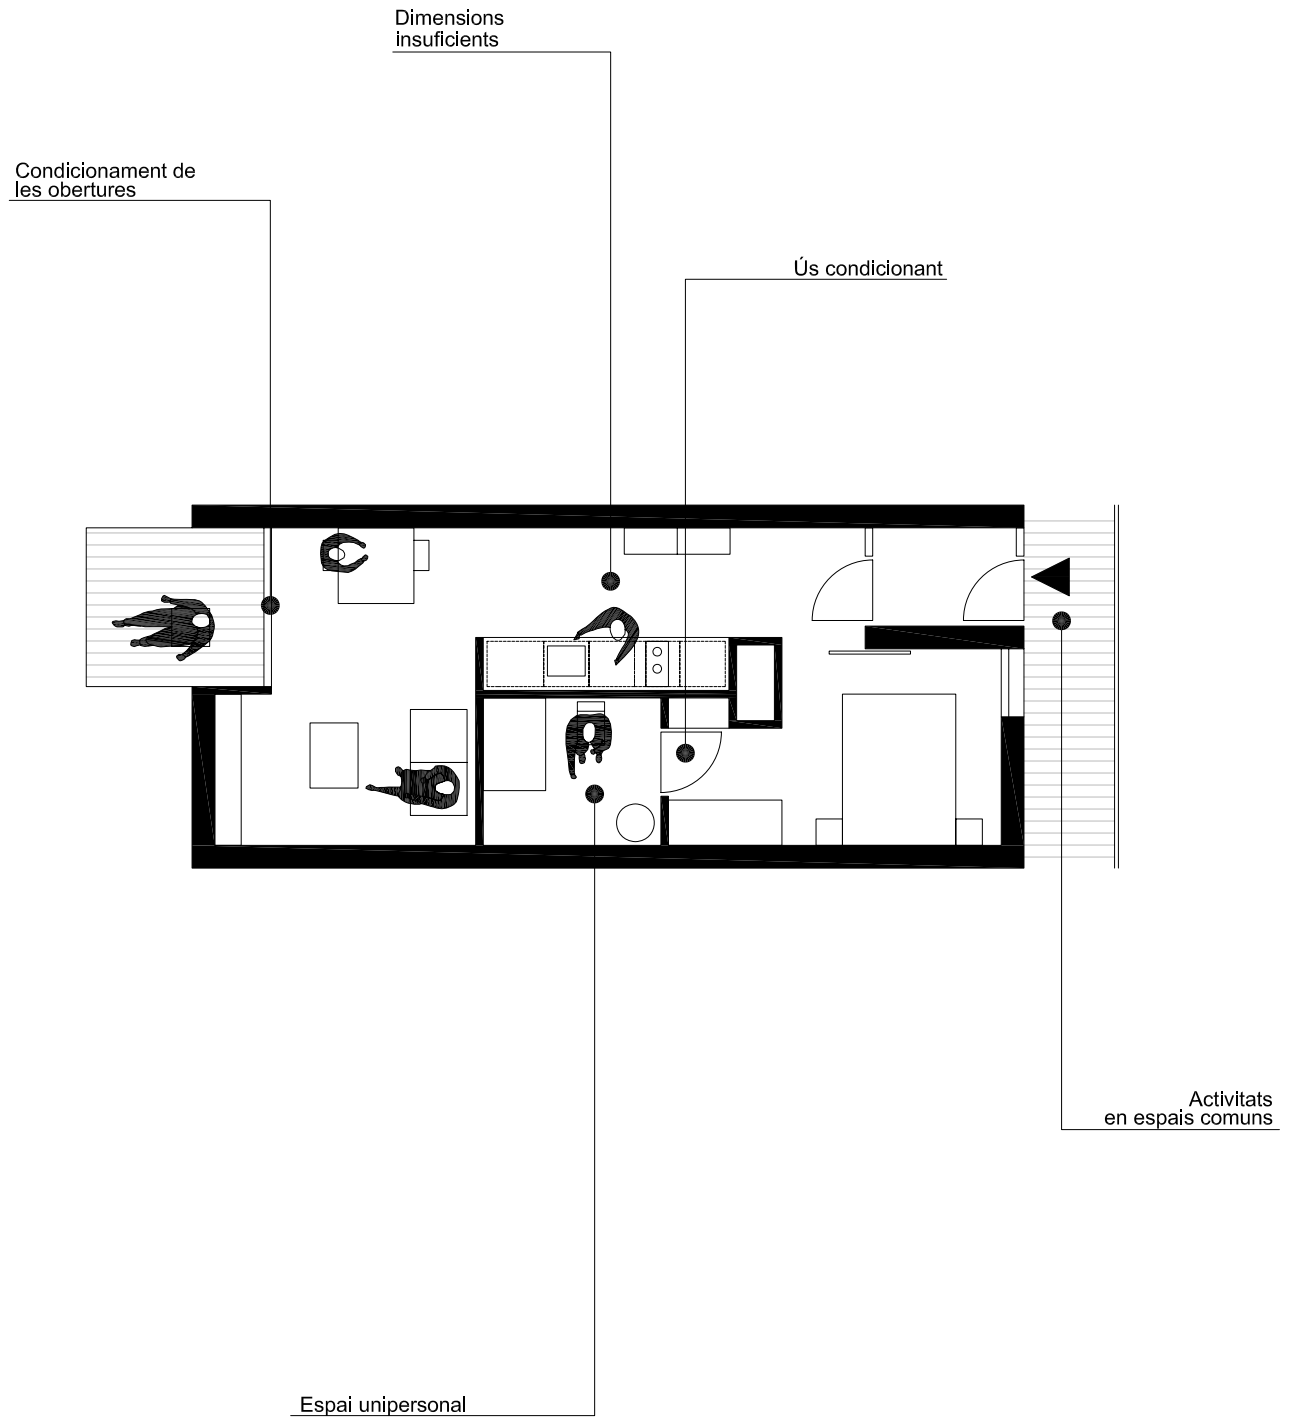 Dimensions
insuficients
Condicionament de
les obertures
Ús condicionant
Activitats
en espais comuns
Espai unipersonal